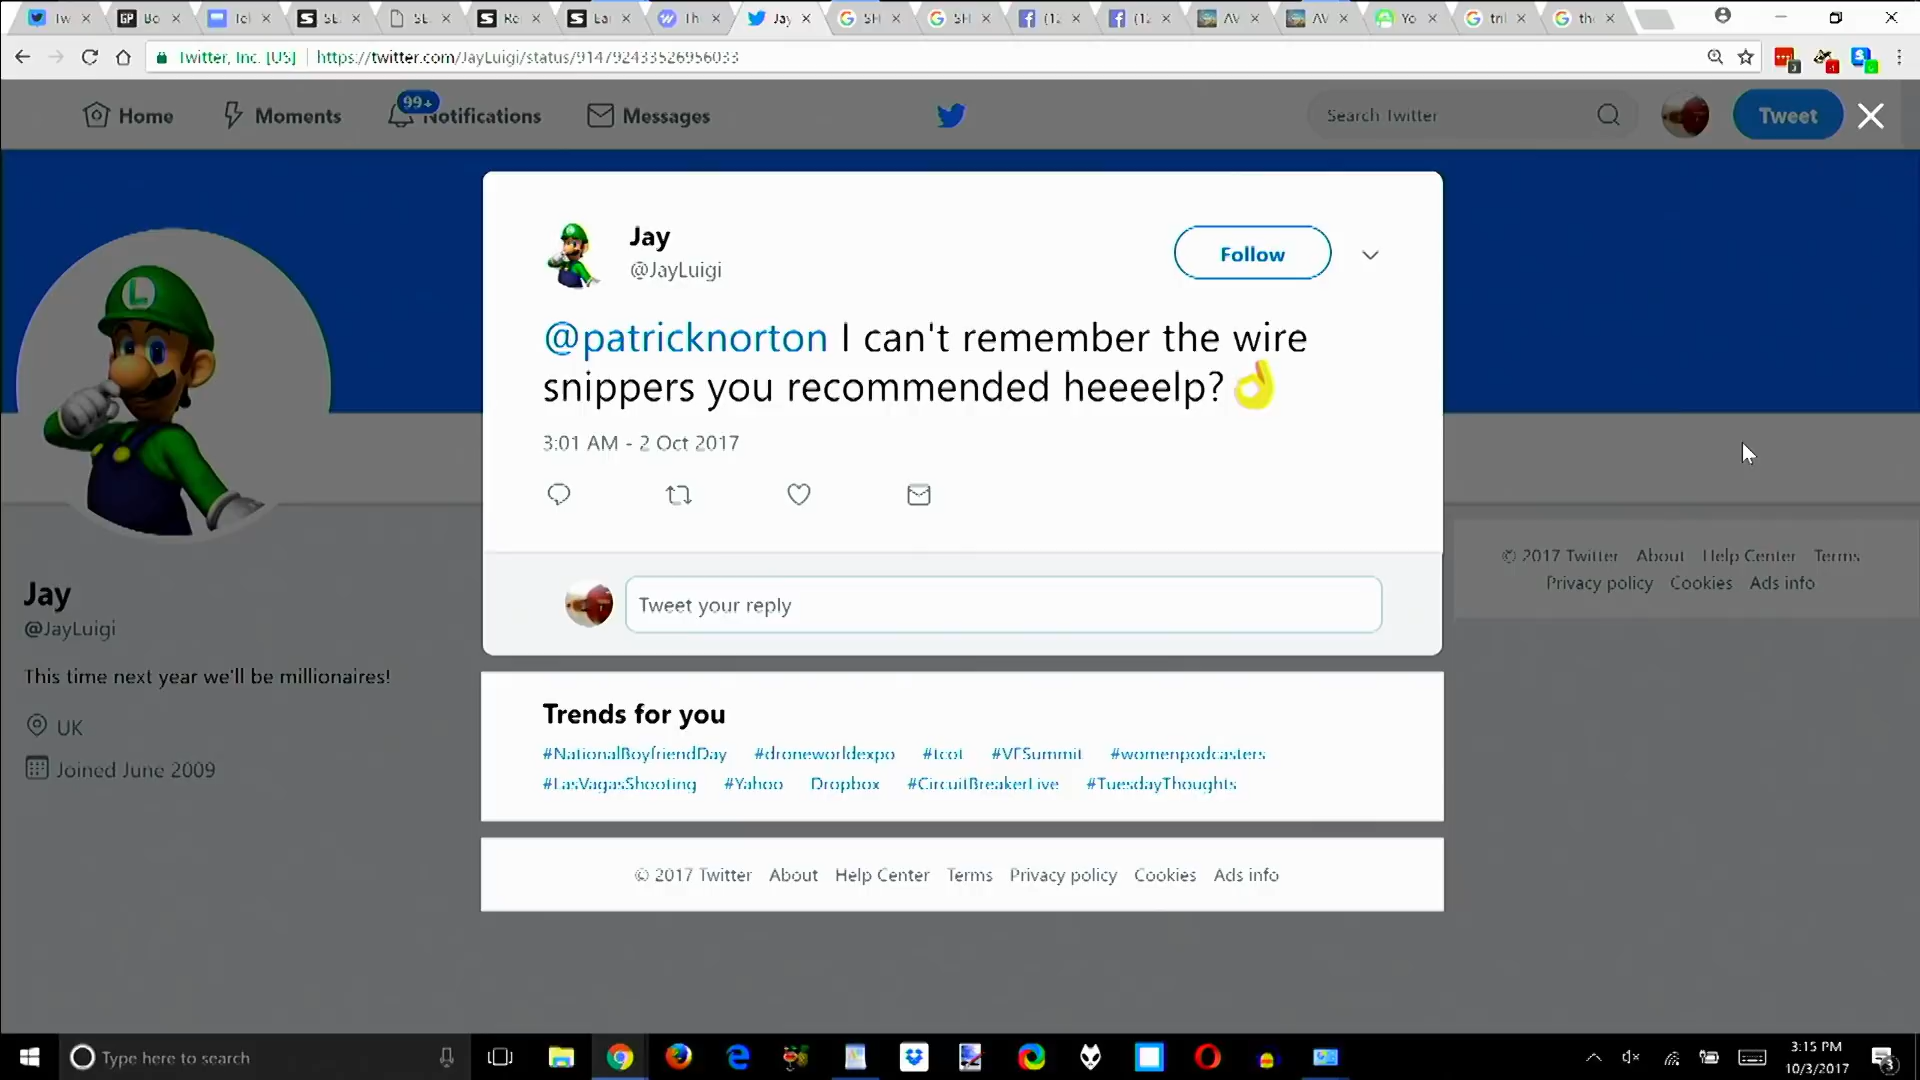 Twitter, Inc. [US]
https://twitter.com/JayLuigi/status/914792433526956033
Home
Moments
99+
Notifications
Messages
Search Twitter
Tweet
Jay
@JayLuigi
Follow
@patricknorton I can't remember the wire
snippers you recommended heeeelp?👌
3:01 AM - 2 Oct 2017
Tweet your reply
Jay
@JayLuigi
This time next year we'll be millionaires!
UK
Joined June 2009
© 2017 Twitter About Help Center Terms
Privacy policy Cookies Ads info
Trends for you
#NationalBoyfriendDay #droneworldexpo #tcot #VFSummit #womenpodcasters
#LasVagasShooting #Yahoo Dropbox #CircuitBreakerLive #TuesdayThoughts
© 2017 Twitter About Help Center Terms Privacy policy Cookies Ads info
Type here to search
3:15 PM
10/3/2017